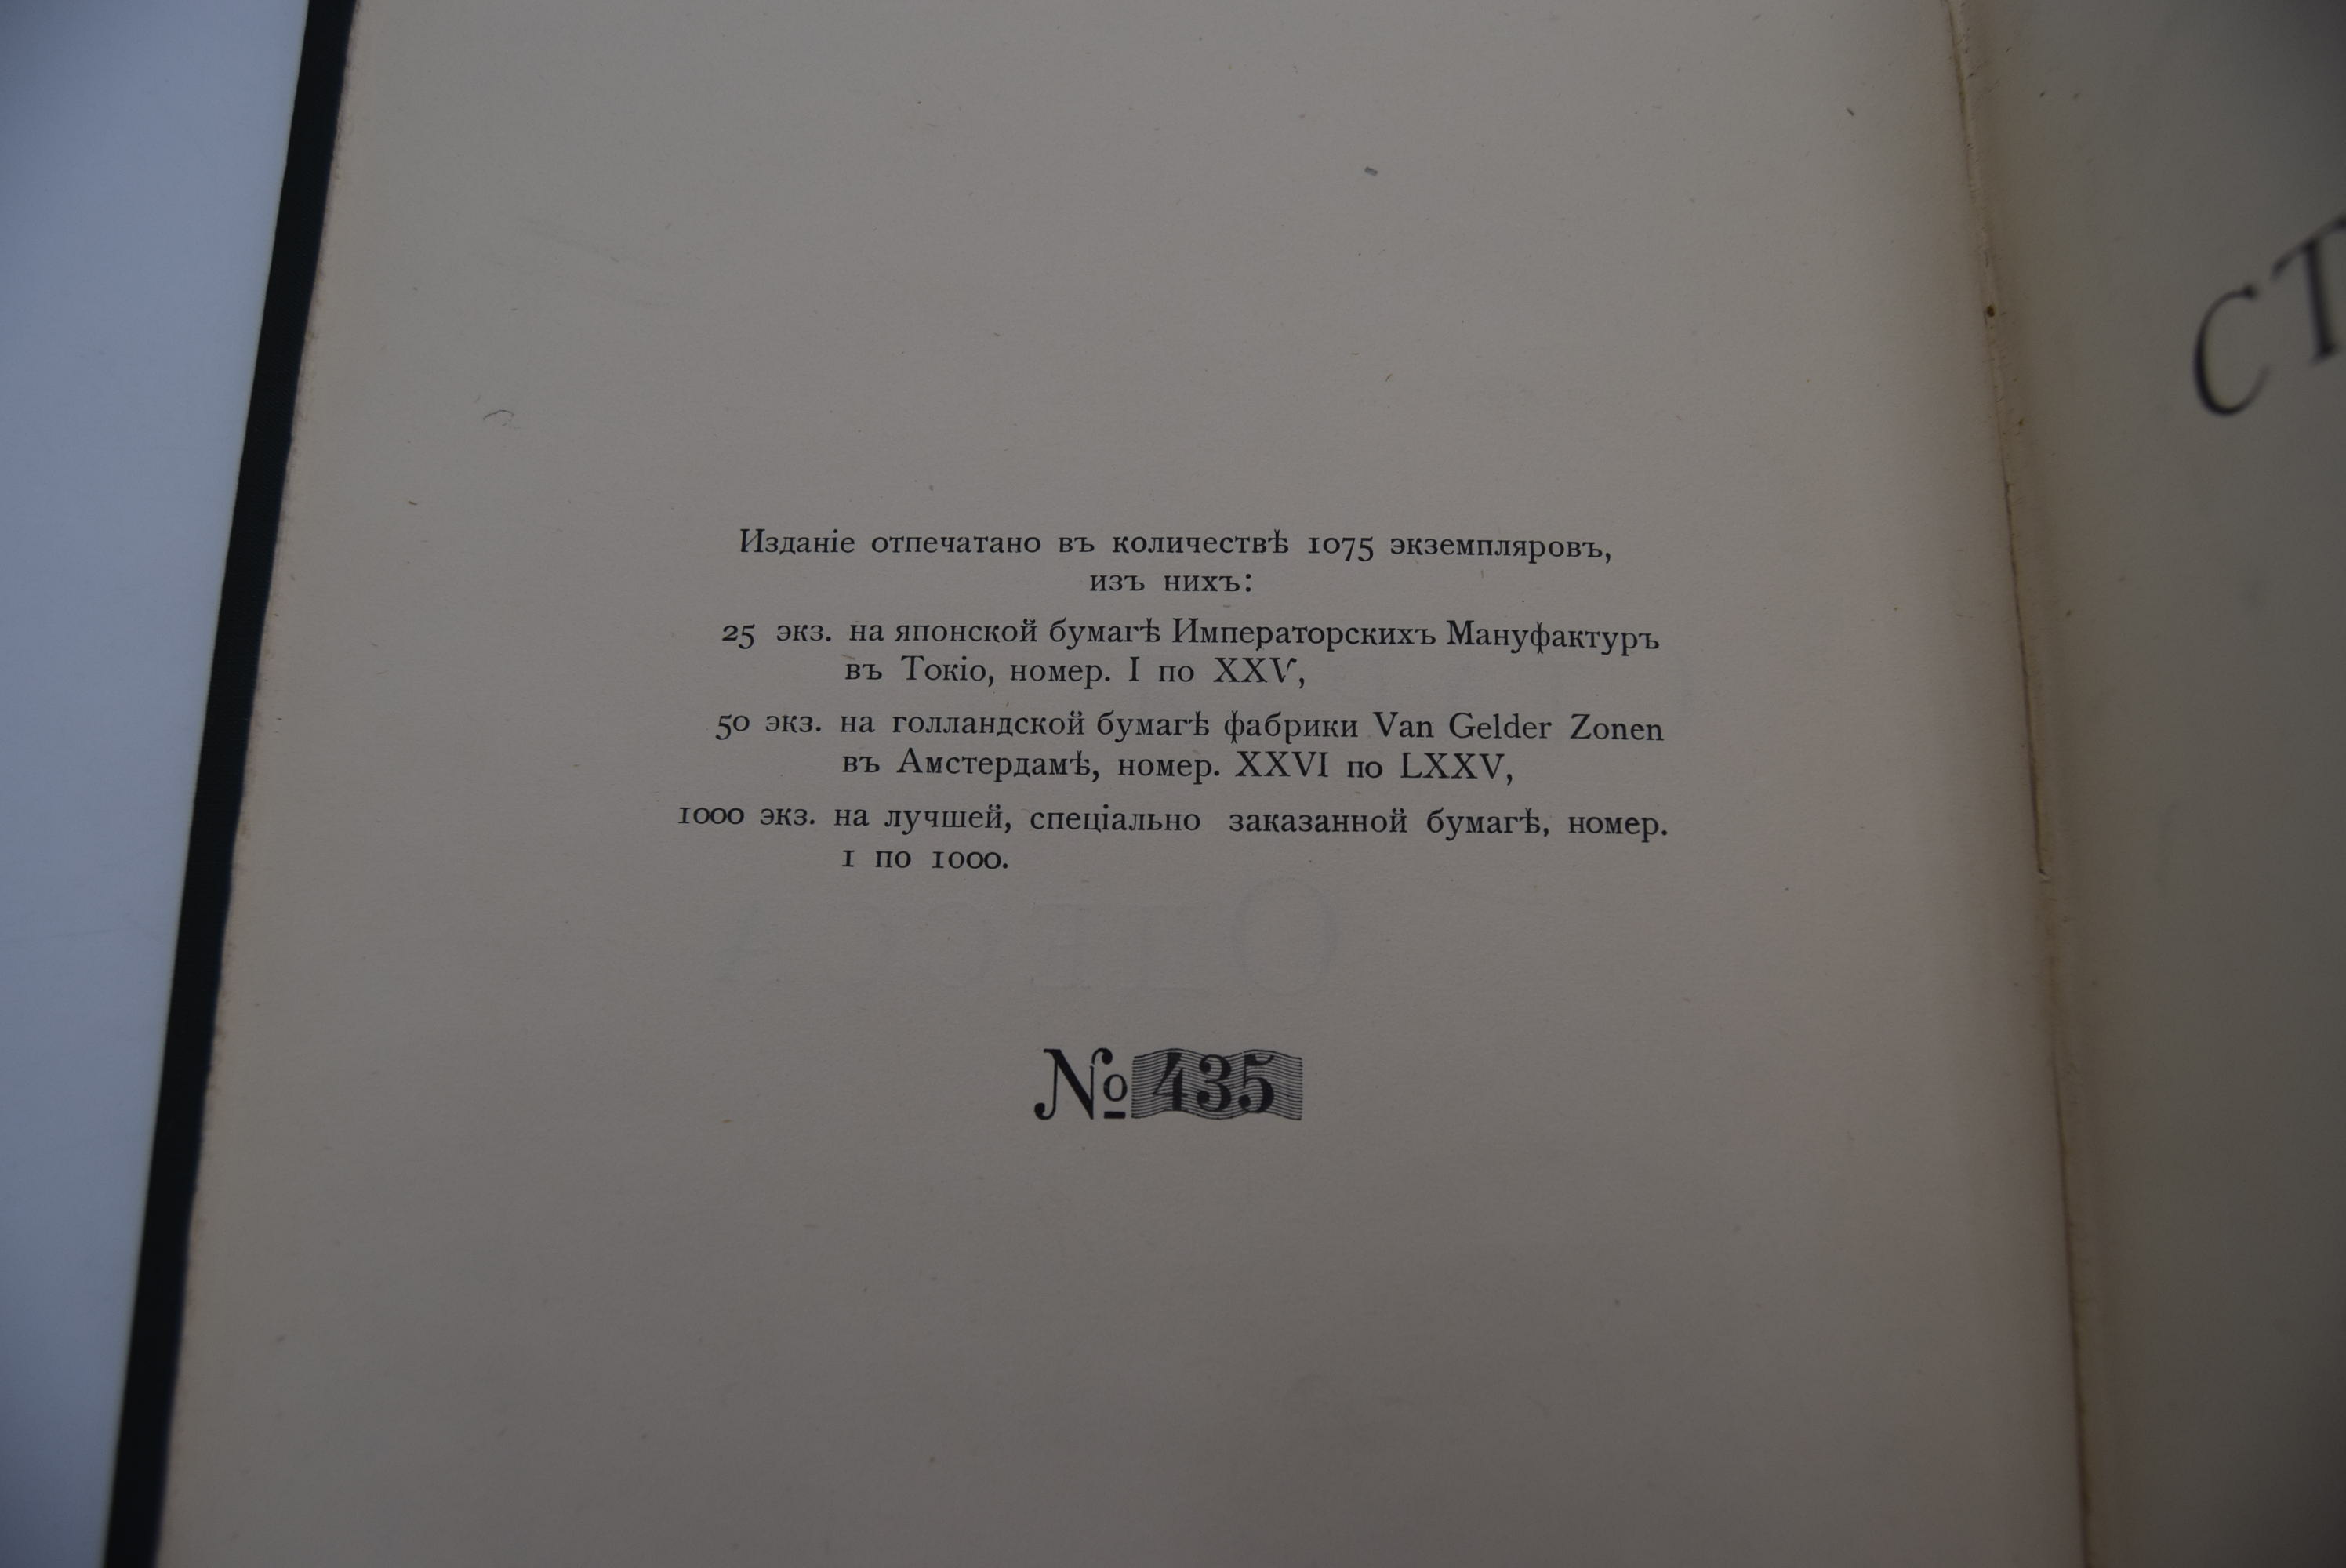 Изданіе отпечатано въ количествѣ 1075 экземпляровъ,
изъ нихъ:
25 экз. на японской бумагѣ Императорскихъ Мануфактуръ
въ Токіо, номер. I по XXV,
50 экз. на голландской бумагѣ фабрики Van Gelder Zonen
въ Амстердамѣ, номер. XXVI по LXXV,
1000 экз. на лучшей, спеціально заказанной бумагѣ, номер.
1 по 1000.
№ 435
СТ